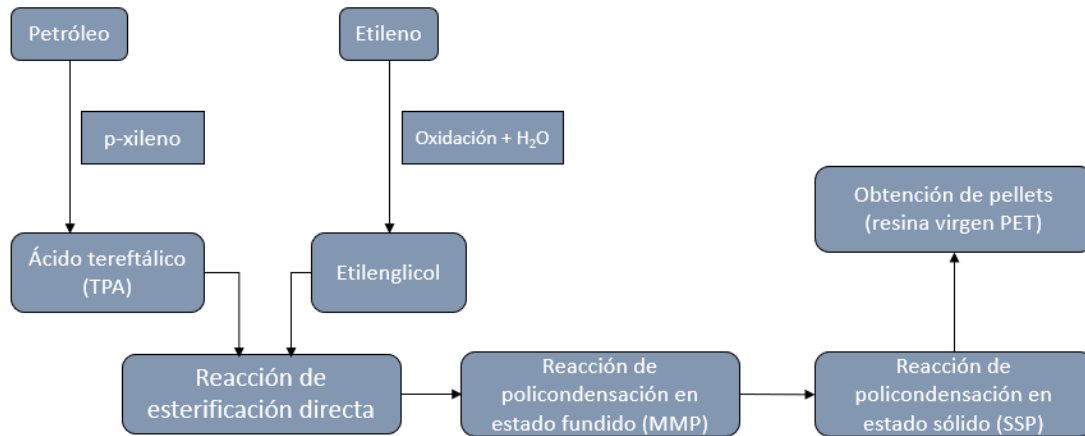 Petróleo
Etileno
p-xileno
Oxidación + H₂O
Obtención de pellets
(resina virgen PET)
Ácido tereftálico
(TPA)
Etilenglicol
Reacción de
esterificación directa
Reacción de
policondensación en
estado fundido (MMP)
Reacción de
policondensación en
estado sólido (SSP)